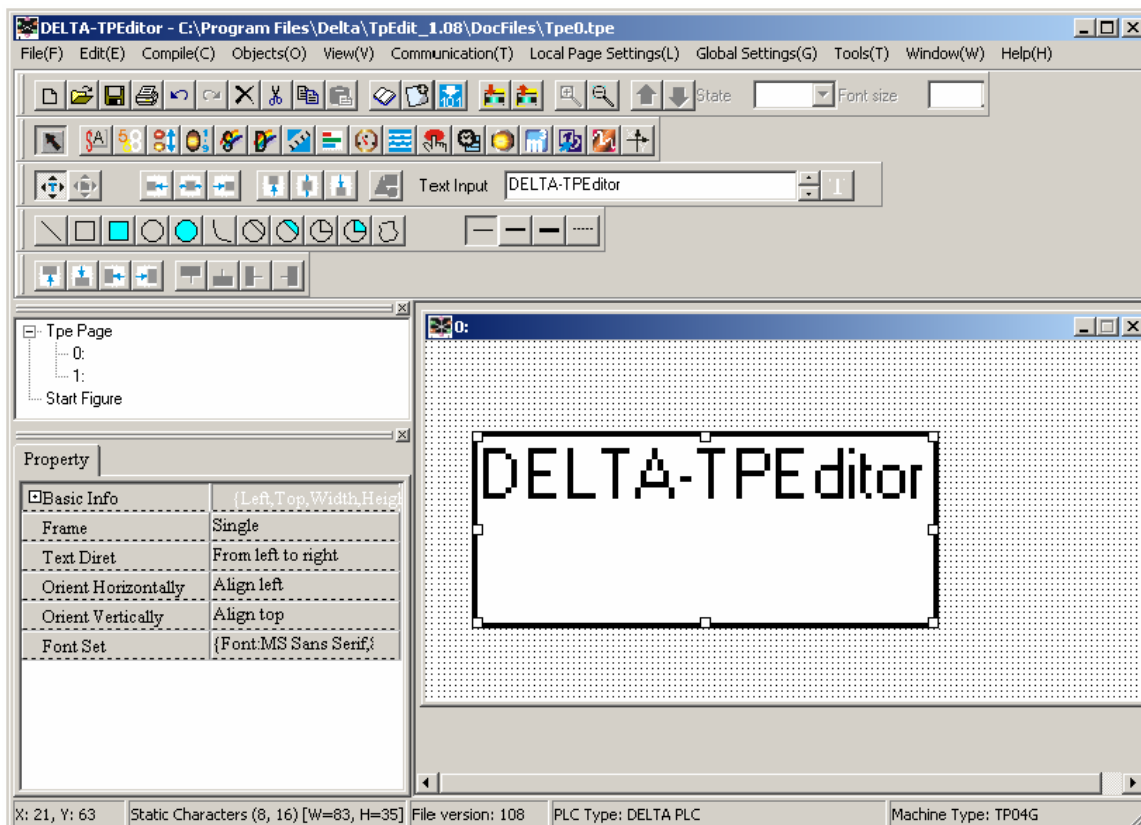 DELTA-TPEditor - C:\Program Files\Delta\TpEdit_1.08\DocFiles\Tpe0.tpe
File(F) Edit(E) Compile(C) Objects(O) View(V) Communication(T) Local Page Settings(L) Global Settings(G) Tools(T) Window(W) Help(H)
State Font size
Text Input DELTA-TPEditor
Tpe Page
0:
1:
Start Figure
Property
Basic Info {Left,Top,Width,Heigh
Frame Single
Text Diret From left to right
Orient Horizontally Align left
Orient Vertically Align top
Font Set {Font:MS Sans Serif,
0:
DELTA-TPEditor
X: 21, Y: 63 Static Characters (8, 16) [W=83, H=35] File version: 108 PLC Type: DELTA PLC Machine Type: TP04G